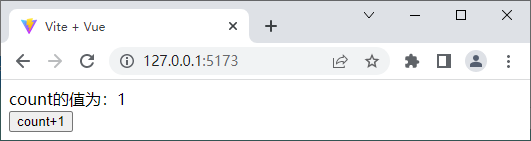 Vite + Vue
127.0.0.1:5173
count的值为：1
count+1